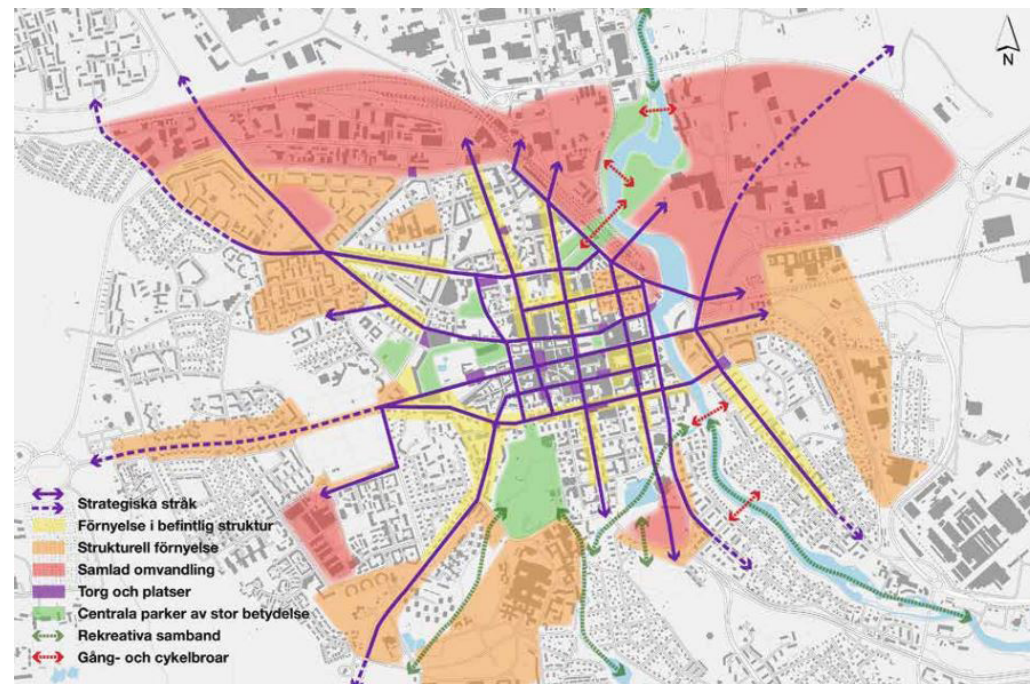 N
Strategiska stråk
Förnyelse i befintlig struktur
Strukturell förnyelse
Samlad omvandling
Torg och platser
Centrala parker av stor betydelse
Rekreativa samband
Gång- och cykelbroar